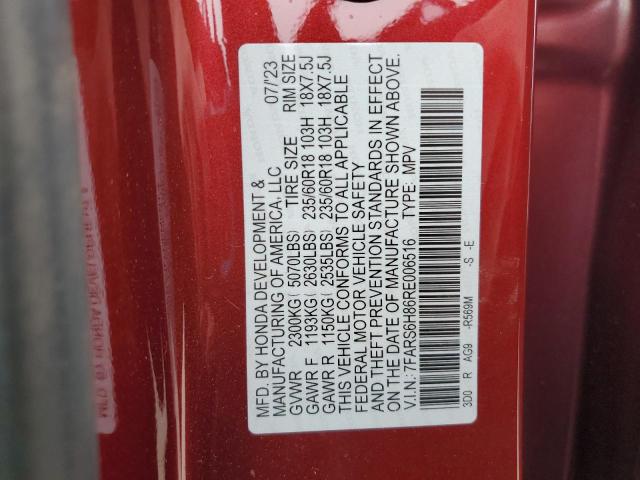 MFD. BY HONDA DEVELOPMENT &
MANUFACTURING OF AMERICA, LLC 07/'23
GVWR 2300KG( 5070LBS) TIRE SIZE RIM SIZE
GAWR F 1193KG( 2630LBS) 235/60R18 103H 18X7.5J
GAWR R 1150KG( 2535LBS) 235/60R18 103H 18X7.5J
THIS VEHICLE CONFORMS TO ALL APPLICABLE
FEDERAL MOTOR VEHICLE SAFETY
AND THEFT PREVENTION STANDARDS IN EFFECT
ON THE DATE OF MANUFACTURE SHOWN ABOVE.
V.I.N.: 7FARS6H86RE006516 TYPE: MPV
3D0 R AG9 -R569M -S -E